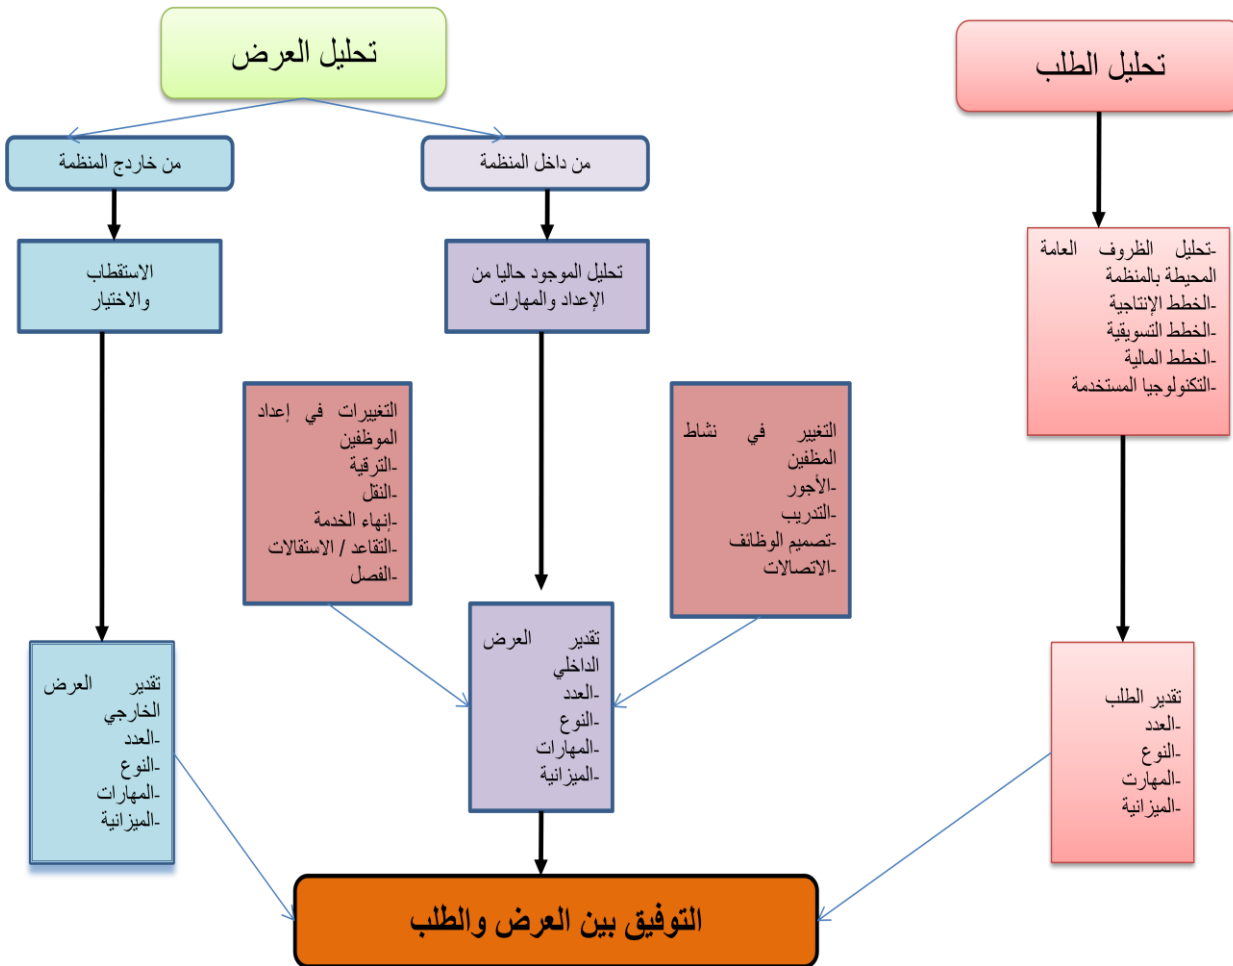 تحليل العرض
تحليل الطلب
من خاردج المنظمة
من داخل المنظمة
الاستقطاب
والاختيار
تحليل الموجود حاليا من
الإعداد والمهارات
-تحليل الظروف العامة
المحيطة بالمنظمة
-الخطط الإنتاجية
-الخطط التسويقية
-الخطط المالية
-التكنولوجيا المستخدمة
التغييرات في إعداد
الموظفين
-الترقية
-النقل
-إنهاء الخدمة
-التقاعد / الاستقالات
-الفصل
التغيير في نشاط
المظفين
-الأجور
-التدريب
-تصميم الوظائف
-الاتصالات
تقدير العرض
الخارجي
-العدد
-النوع
-المهارات
-الميزانية
تقدير العرض
الداخلي
-العدد
-النوع
-المهارات
-الميزانية
تقدير الطلب
-العدد
-النوع
-المهارت
-الميزانية
التوفيق بين العرض والطلب